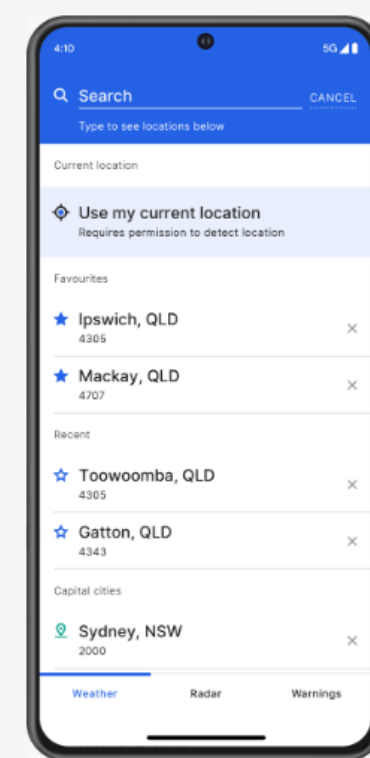 4:10
5G
Search
CANCEL
Type to see locations below
Current location
Use my current location
Requires permission to detect location
Favourites
Ipswich, QLD
4305
Mackay, QLD
4707
Recent
Toowoomba, QLD
4305
Gatton, QLD
4343
Capital cities
Sydney, NSW
2000
Weather
Radar
Warnings